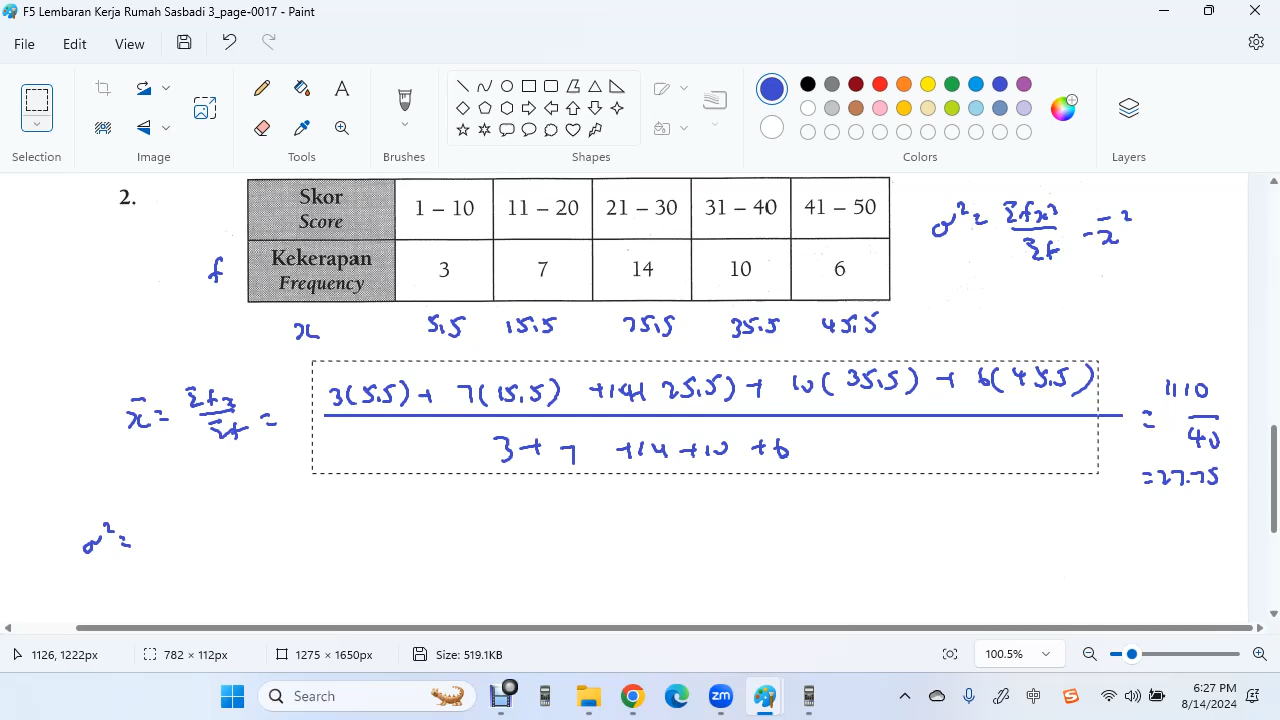 F5 Lembaran Kerja Rumah Sasbadi 3_page-0017 - Paint
File Edit View
Selection Image Tools Brushes Shapes Colors Layers
2.
Skor 1 – 10 11 – 20 21 – 30 31 – 40 41 – 50
Score
f Kekerapan 3 7 14 10 6
Frequency
σ² = Σfx² / Σf - x̄²
x 5.5 15.5 25.5 35.5 45.5
x̄ = Σfx / Σf = 3(5.5) + 7(15.5) +14(25.5) + 10(35.5) + 6(45.5) / 3 + 7 +14 +10 +6 = 1110 / 40
= 27.75
σ² =
1126, 1222px 782 × 112px 1275 × 1650px Size: 519.1KB 100.5%
Search zm 中 S 6:27 PM
8/14/2024